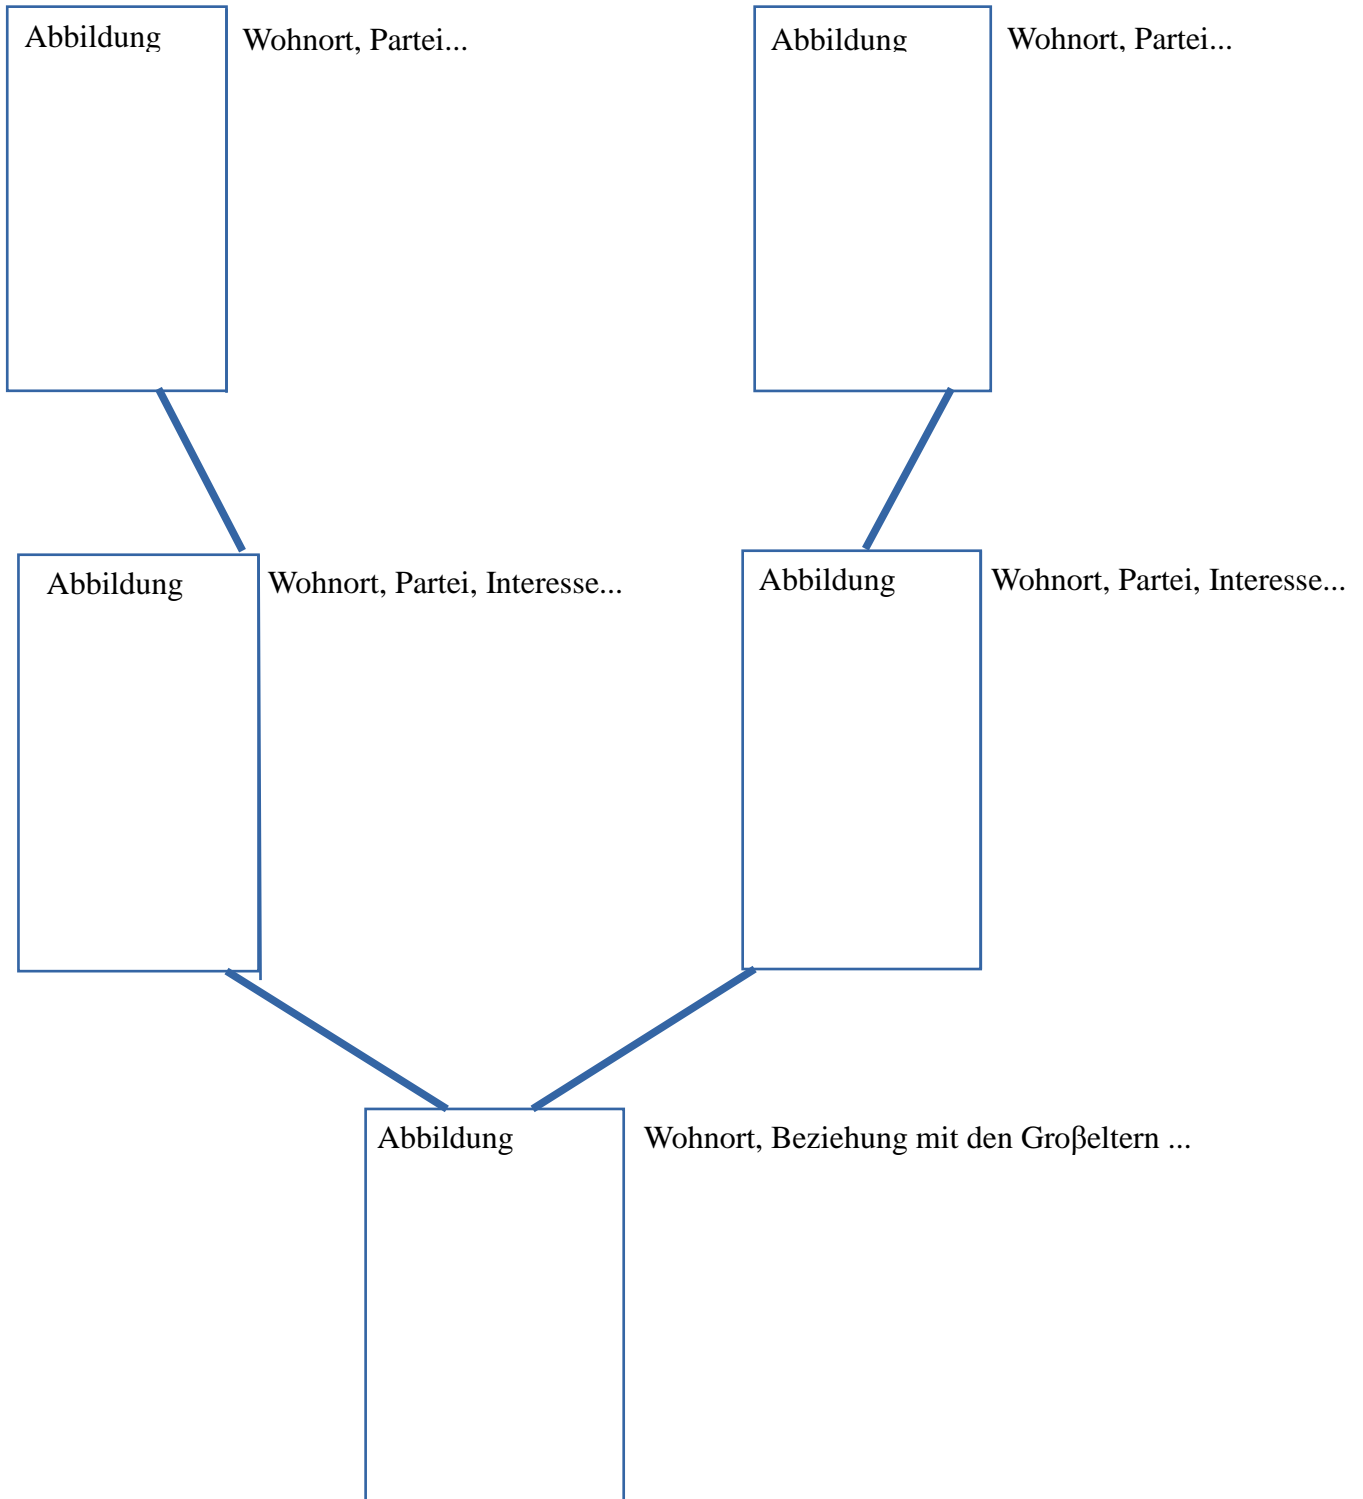 Abbildung
Wohnort, Partei...
Abbildung
Wohnort, Partei...
Abbildung
Wohnort, Partei, Interesse...
Abbildung
Wohnort, Partei, Interesse...
Abbildung
Wohnort, Beziehung mit den Groβeltern ...